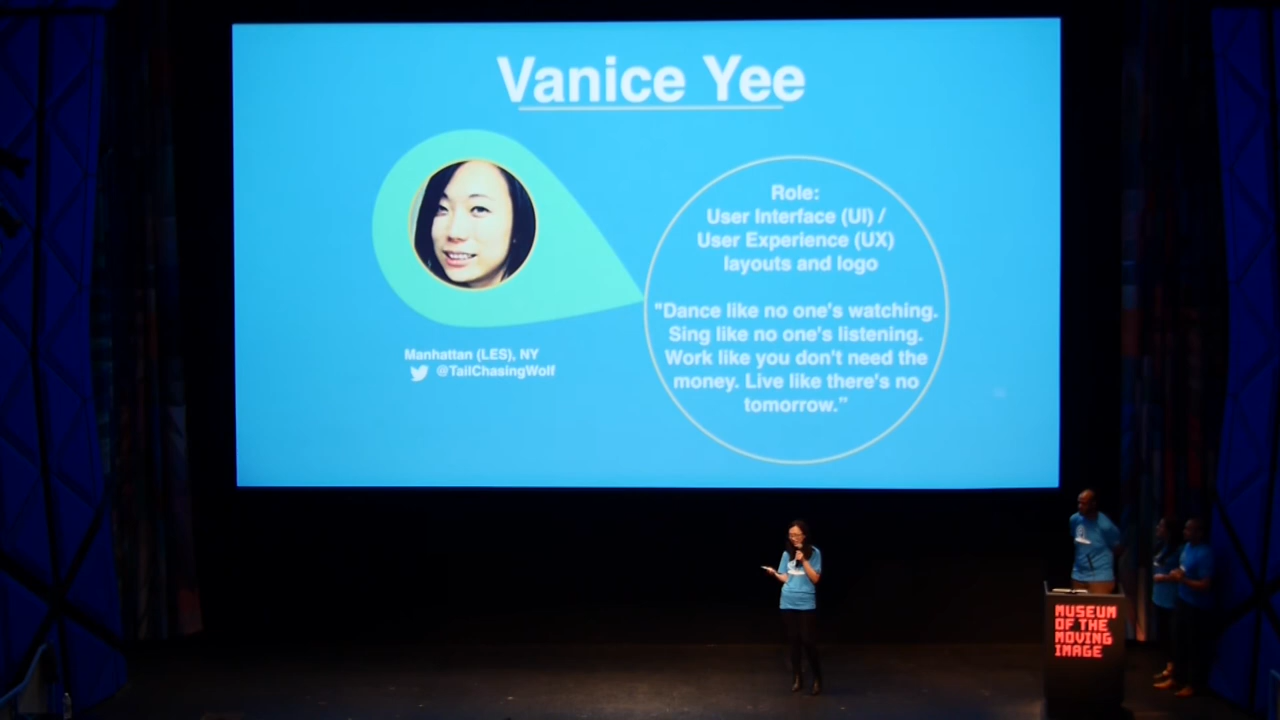 Vanice Yee
Role:
User Interface (UI) /
User Experience (UX)
layouts and logo
"Dance like no one's watching.
Sing like no one's listening.
Work like you don't need the
money. Live like there's no
tomorrow.”
Manhattan (LES), NY
@TailChasingWolf
MUSEUM
OF THE
MOVING
IMAGE